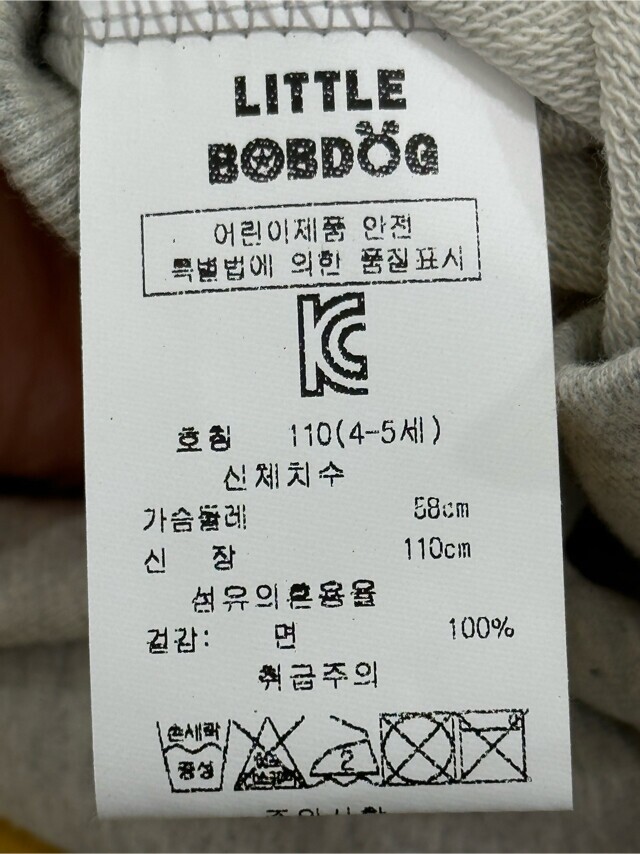 LITTLE
BOBDOG
어린이제품 안전
특별법에 의한 품질표시
KC
호칭 110(4-5세)
신체치수
가슴둘레 58cm
신 장 110cm
섬유의혼용율
겉감: 면 100%
취급주의
손세탁
중성
2